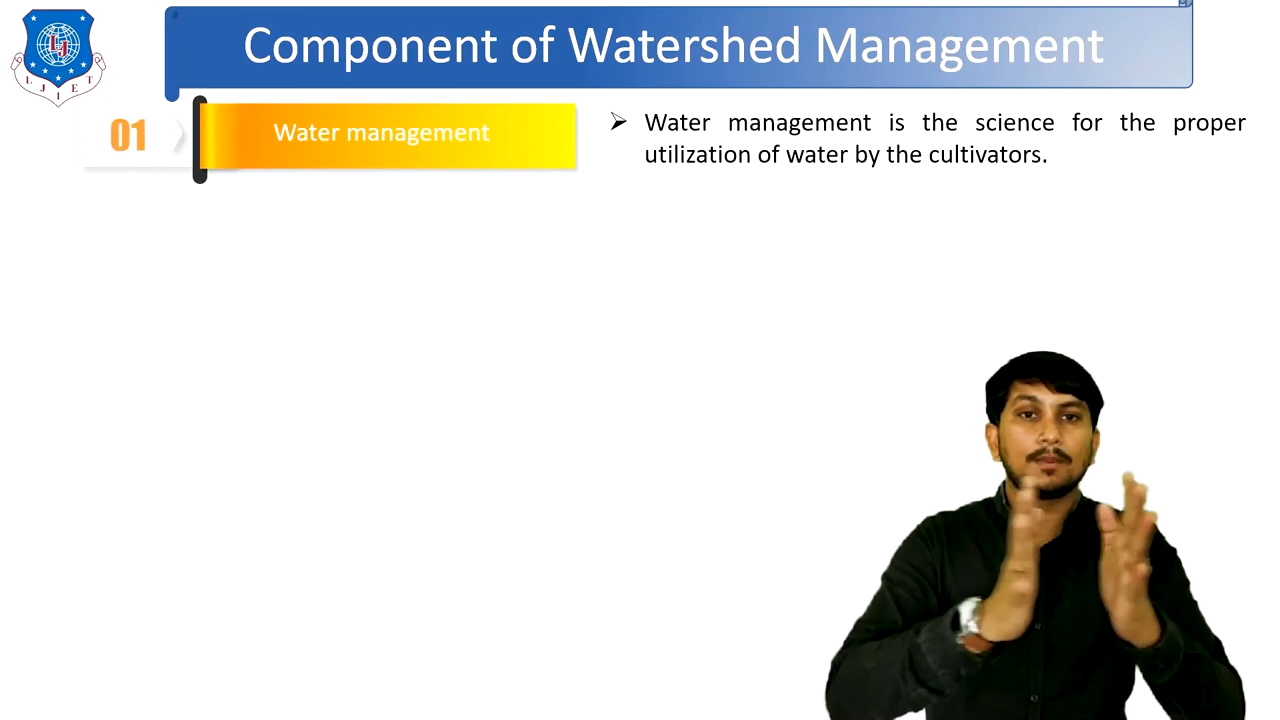 Component of Watershed Management
LJ
L J I E T
01
Water management
➢ Water management is the science for the proper
utilization of water by the cultivators.